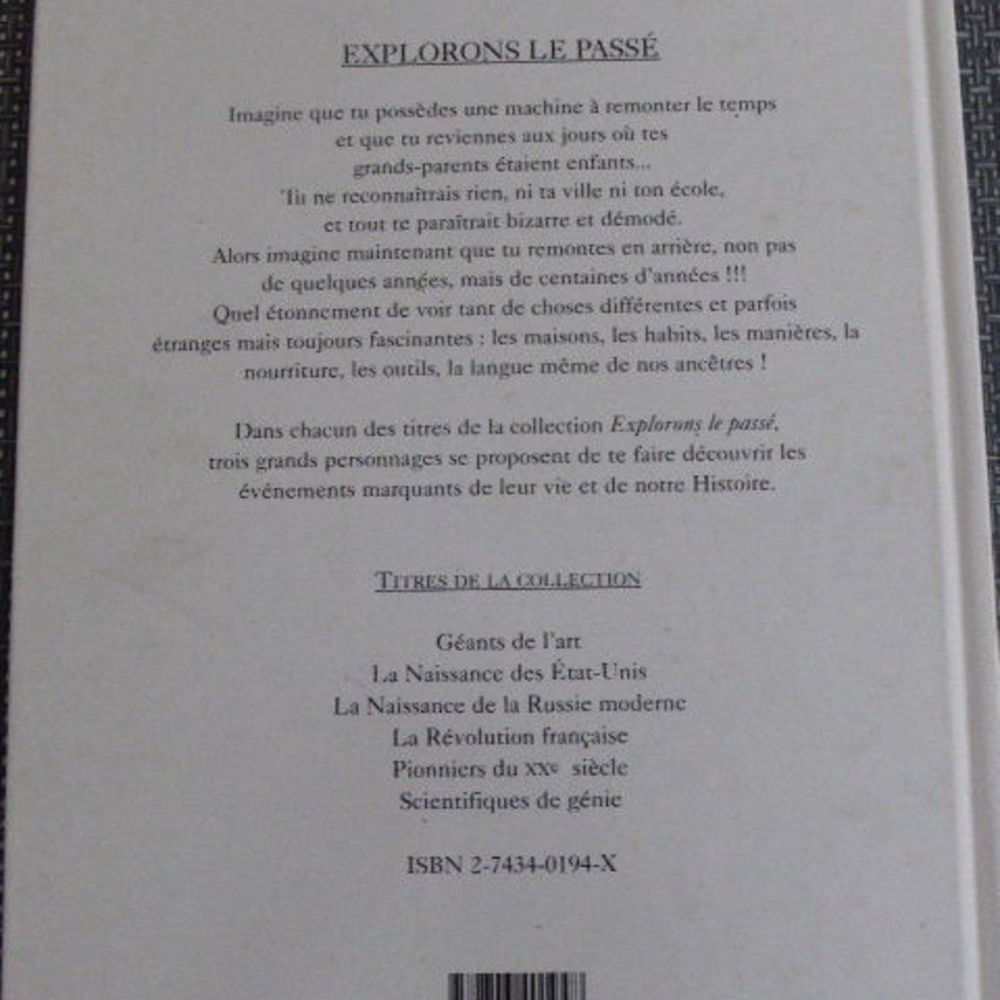 EXPLORONS LE PASSÉ
Imagine que tu possèdes une machine à remonter le temps
et que tu reviennes aux jours où tes
grands-parents étaient enfants...
Tu ne reconnaîtrais rien, ni ta ville ni ton école,
et tout te paraîtrait bizarre et démodé.
Alors imagine maintenant que tu remontes en arrière, non pas
de quelques années, mais de centaines d'années !!!
Quel étonnement de voir tant de choses différentes et parfois
étranges mais toujours fascinantes : les maisons, les habits, les manières, la
nourriture, les outils, la langue même de nos ancêtres !
Dans chacun des titres de la collection Explorons le passé,
trois grands personnages se proposent de te faire découvrir les
événements marquants de leur vie et de notre Histoire.
TITRES DE LA COLLECTION
Géants de l'art
La Naissance des État-Unis
La Naissance de la Russie moderne
La Révolution française
Pionniers du XXe siècle
Scientifiques de génie
ISBN 2-7434-0194-X